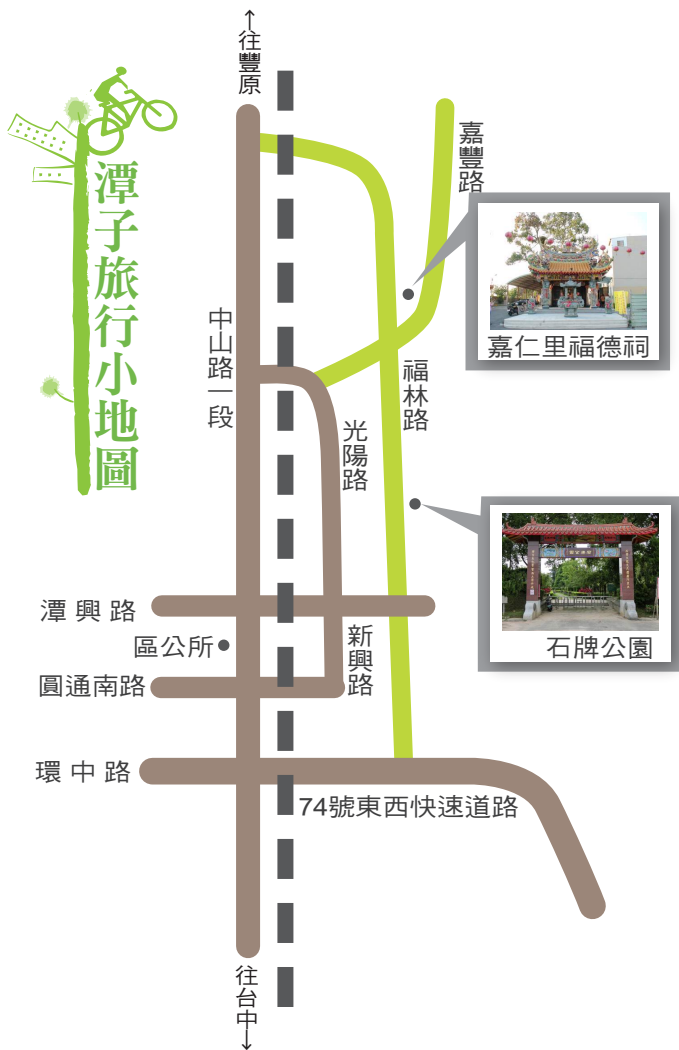 ↑往豐原
潭子旅行小地圖
嘉豐路
嘉仁里福德祠
中山路一段
福林路
光陽路
石牌公園
潭興路
區公所
新興路
圓通南路
環中路
74號東西快速道路
往台中↓